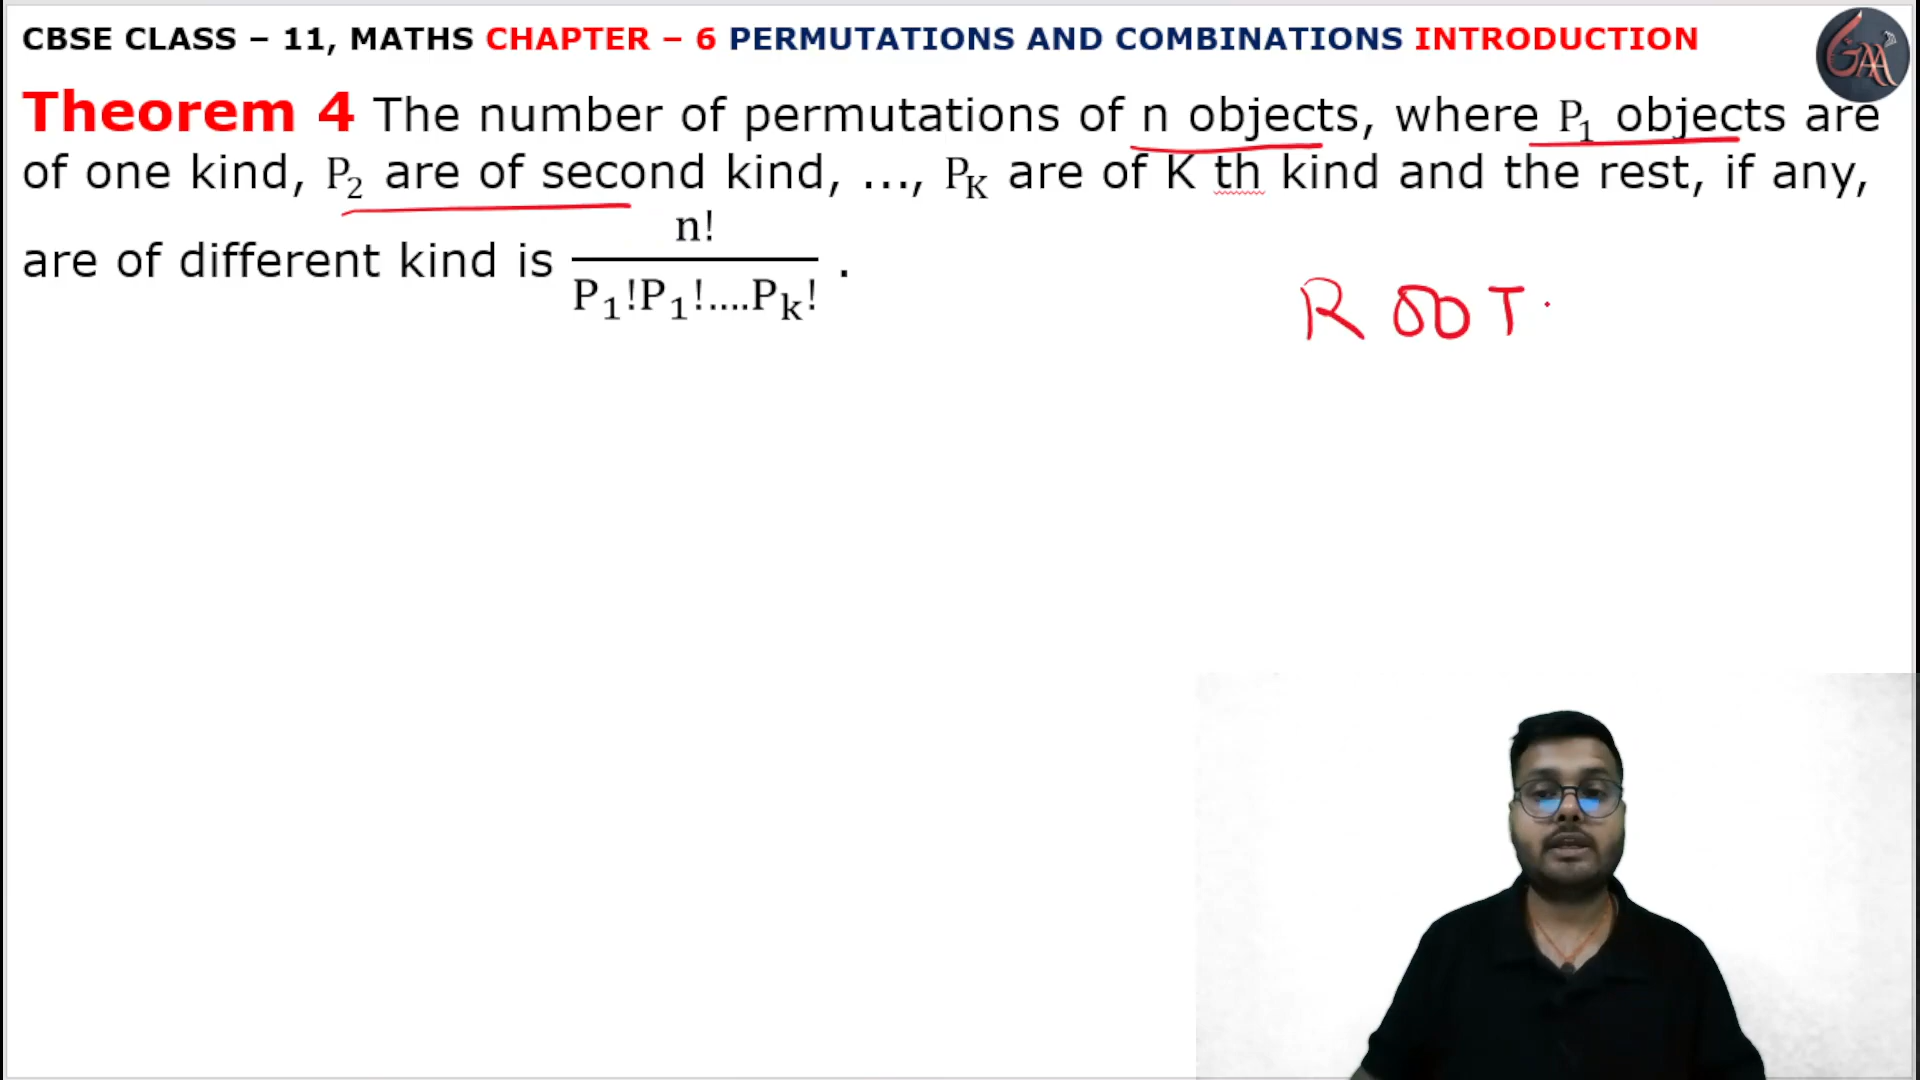 CBSE CLASS – 11, MATHS CHAPTER – 6 PERMUTATIONS AND COMBINATIONS INTRODUCTION
Theorem 4 The number of permutations of n objects, where P₁ objects are
of one kind, P₂ are of second kind, ..., P_K are of K th kind and the rest, if any,
n!
are of different kind is ――― .
P₁!P₁!....Pₖ!
R OOT